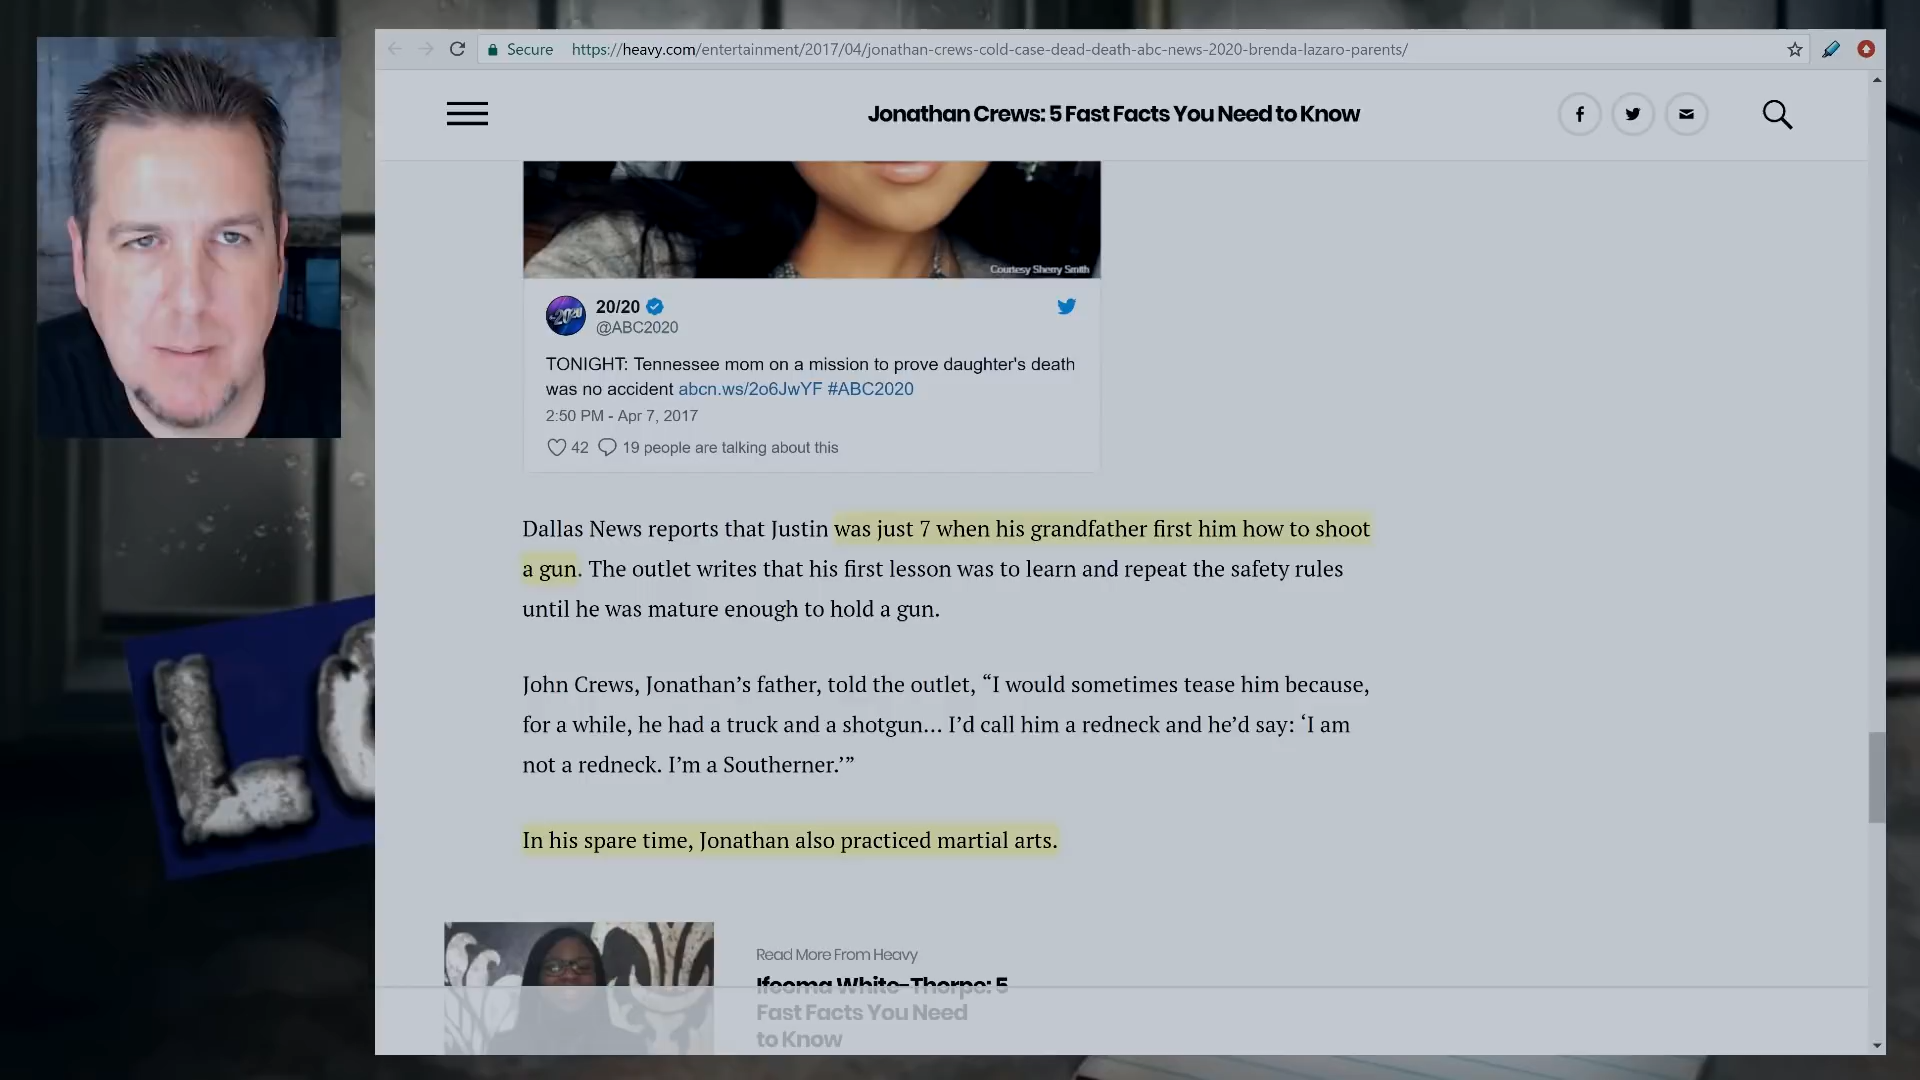 Secure https://heavy.com/entertainment/2017/04/jonathan-crews-cold-case-dead-death-abc-news-2020-brenda-lazaro-parents/
Jonathan Crews: 5 Fast Facts You Need to Know
Courtesy Sherry Smith
20/20
@ABC2020
TONIGHT: Tennessee mom on a mission to prove daughter's death
was no accident abcn.ws/2o6JwYF #ABC2020
2:50 PM - Apr 7, 2017
42 19 people are talking about this
Dallas News reports that Justin was just 7 when his grandfather first him how to shoot
a gun. The outlet writes that his first lesson was to learn and repeat the safety rules
until he was mature enough to hold a gun.
John Crews, Jonathan’s father, told the outlet, “I would sometimes tease him because,
for a while, he had a truck and a shotgun… I’d call him a redneck and he’d say: ‘I am
not a redneck. I’m a Southerner.’”
In his spare time, Jonathan also practiced martial arts.
Read More From Heavy
Ifeoma White-Thorpe: 5
Fast Facts You Need
to Know